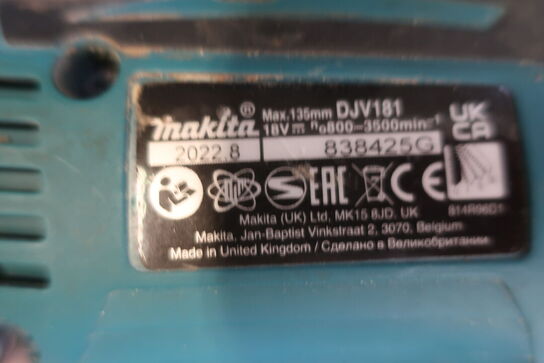 makita® Max.135mm DJV181
18V⎓ n₀800-3500min⁻¹
2022.8 838425G
UK CA
EAC CE
814R96D1
Makita (UK) Ltd, MK15 8JD, UK
Makita, Jan-Baptist Vinkstraat 2, 3070, Belgium
Made in United Kingdom / Сделано в Великобритании